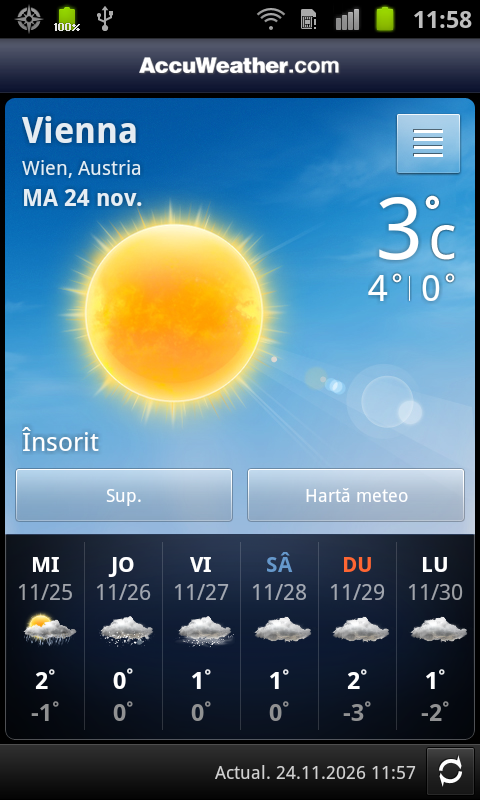 100%
11:58
AccuWeather.com
Vienna
Wien, Austria
MA 24 nov.
3°C
4° | 0°
Însorit
Sup.
Hartă meteo
MI JO VI SÂ DU LU
11/25 11/26 11/27 11/28 11/29 11/30
2° 0° 1° 1° 2° 1°
-1° 0° 0° 0° -3° -2°
Actual. 24.11.2026 11:57